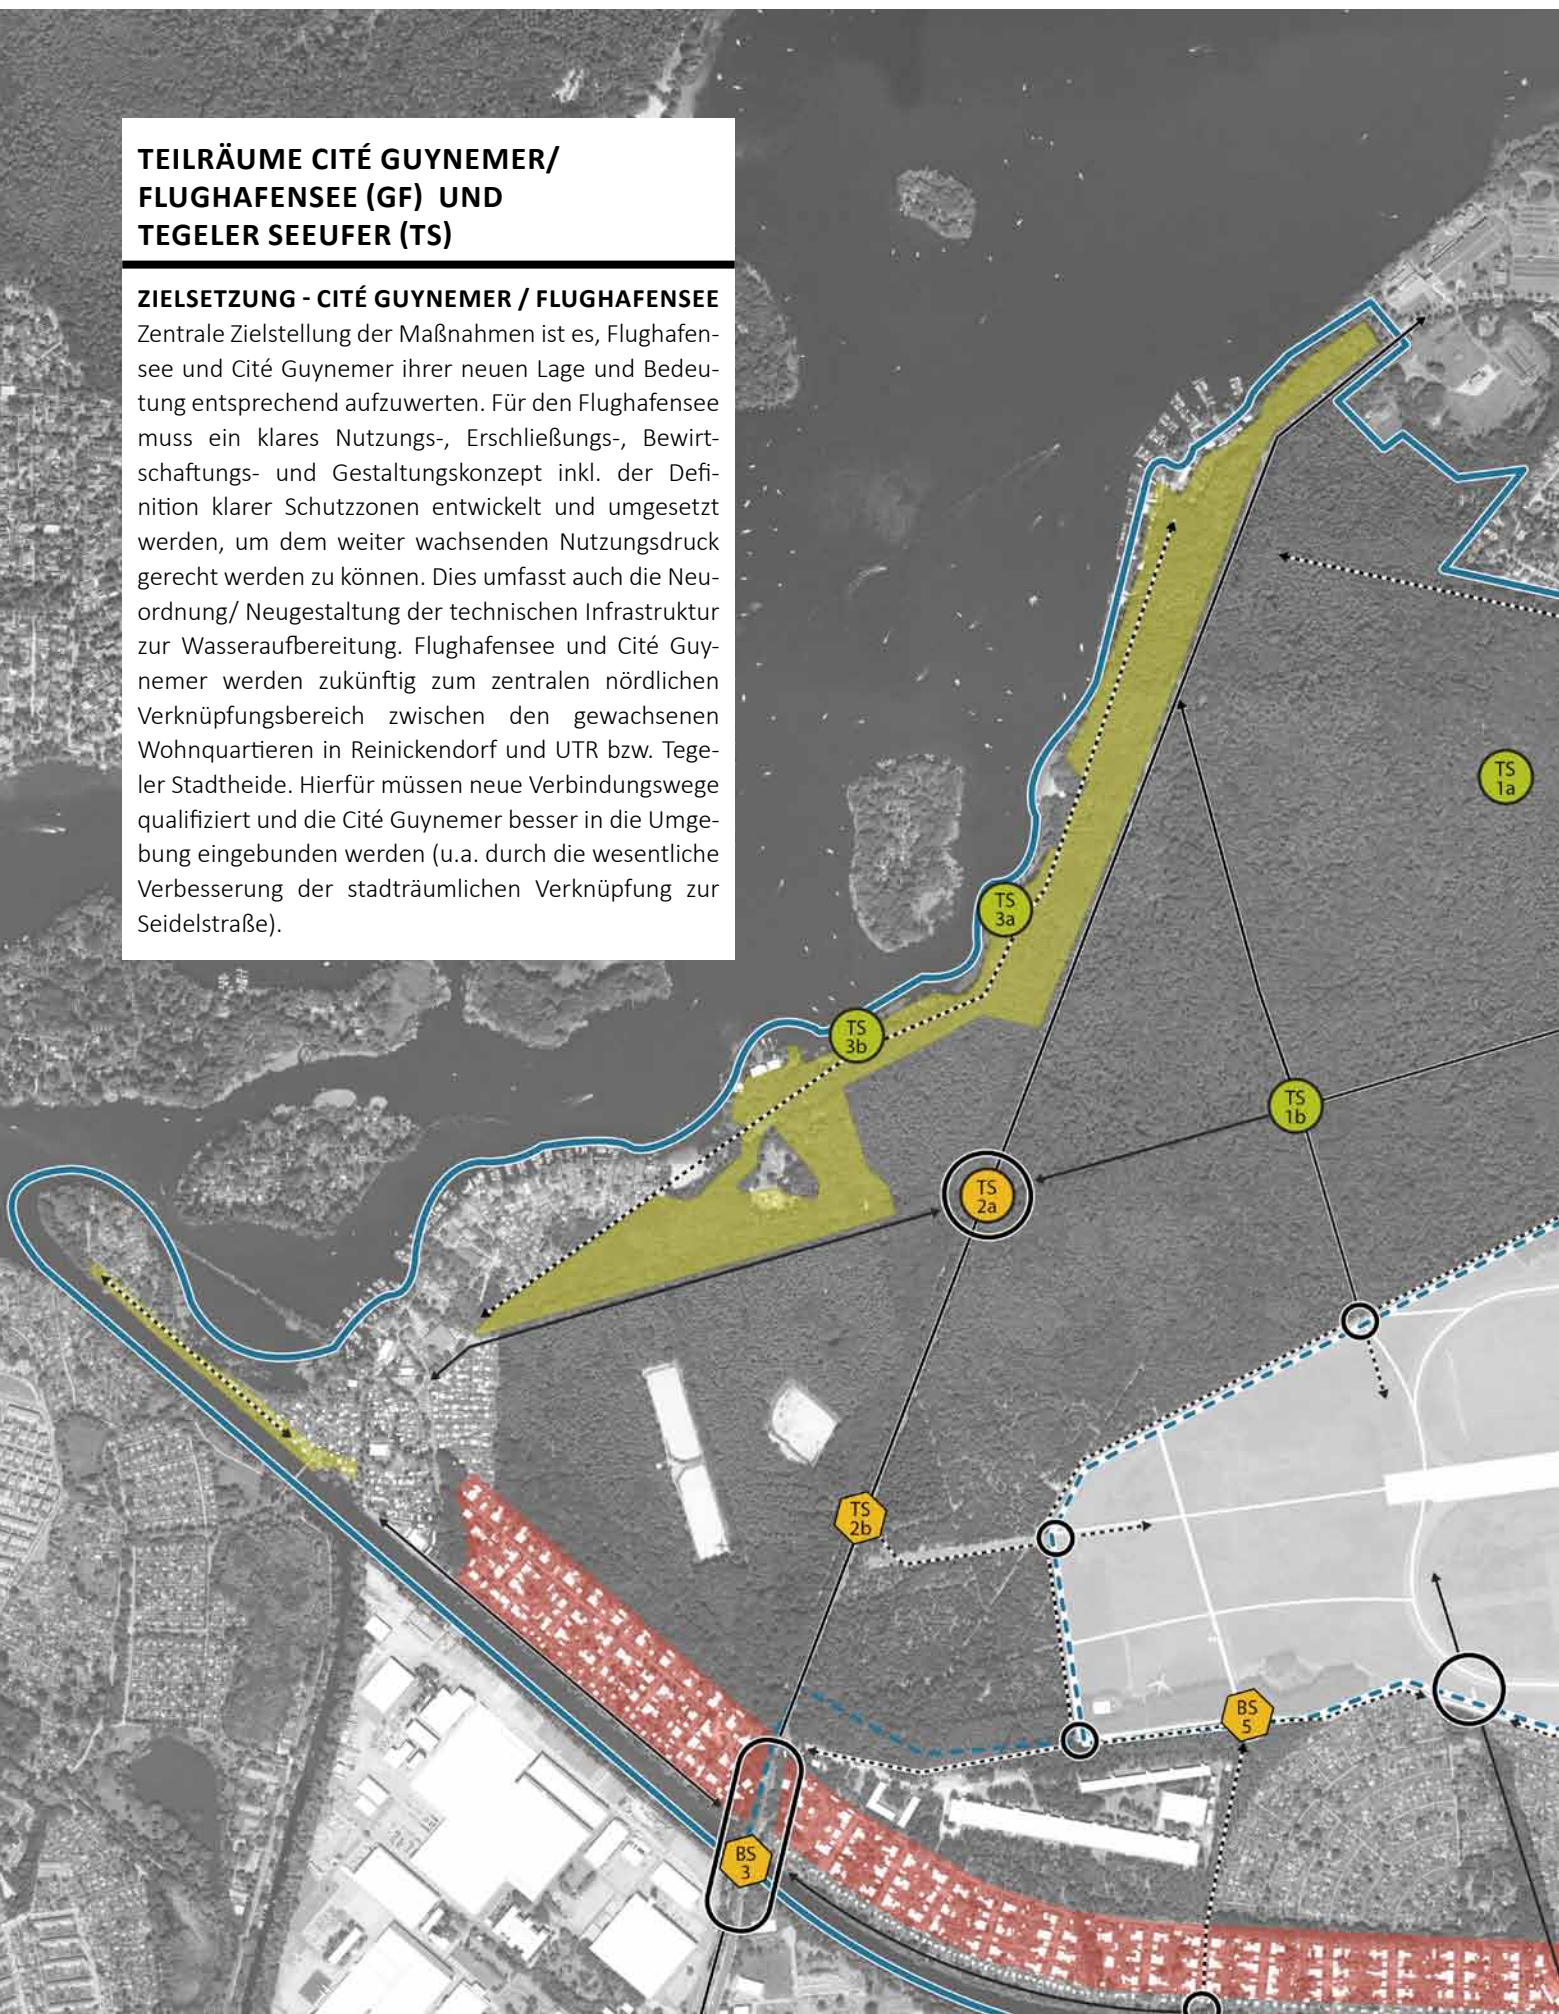 TEILRÄUME CITÉ GUYNEMER/
FLUGHAFENSEE (GF) UND
TEGELER SEEUFER (TS)
ZIELSETZUNG - CITÉ GUYNEMER / FLUGHAFENSEE
Zentrale Zielstellung der Maßnahmen ist es, Flughafen-
see und Cité Guynemer ihrer neuen Lage und Bedeu-
tung entsprechend aufzuwerten. Für den Flughafensee
muss ein klares Nutzungs-, Erschließungs-, Bewirt-
schaftungs- und Gestaltungskonzept inkl. der Defi-
nition klarer Schutzzonen entwickelt und umgesetzt
werden, um dem weiter wachsenden Nutzungsdruck
gerecht werden zu können. Dies umfasst auch die Neu-
ordnung/ Neugestaltung der technischen Infrastruktur
zur Wasseraufbereitung. Flughafensee und Cité Guy-
nemer werden zukünftig zum zentralen nördlichen
Verknüpfungsbereich zwischen den gewachsenen
Wohnquartieren in Reinickendorf und UTR bzw. Tege-
ler Stadtheide. Hierfür müssen neue Verbindungswege
qualifiziert und die Cité Guynemer besser in die Umge-
bung eingebunden werden (u.a. durch die wesentliche
Verbesserung der stadträumlichen Verknüpfung zur
Seidelstraße).
TS
1a
TS
3a
TS
3b
TS
1b
TS
2a
TS
2b
BS
5
BS
3